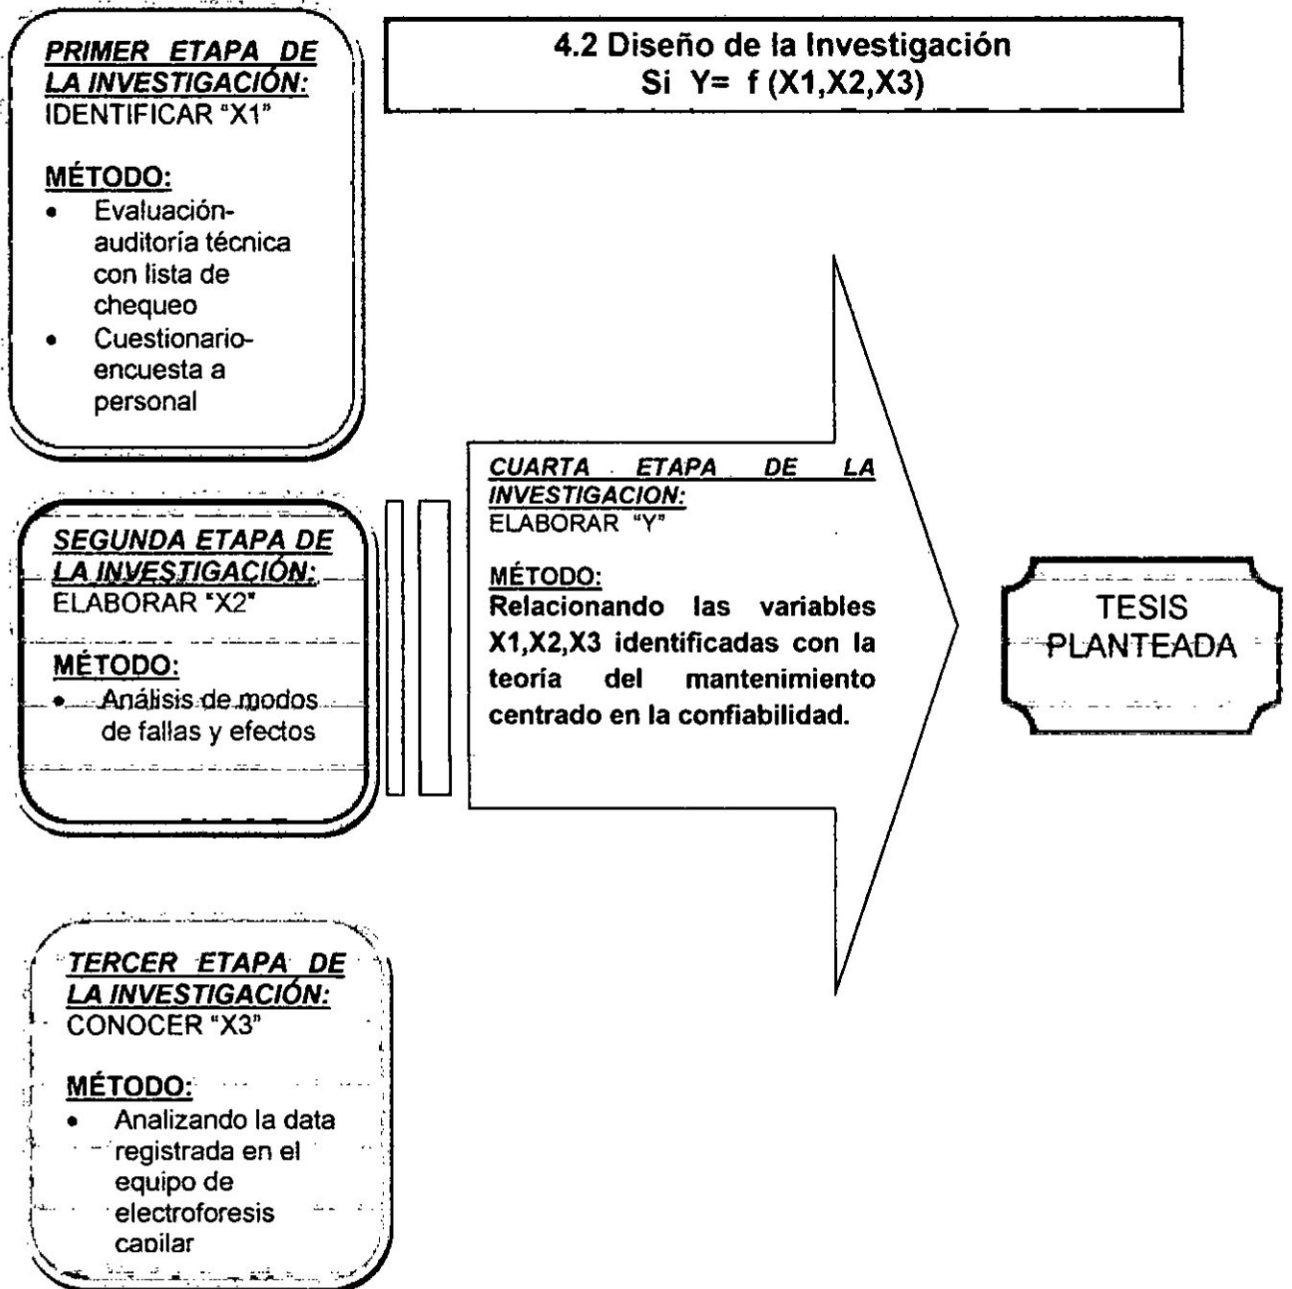 4.2 Diseño de la Investigación
Si Y= f (X1,X2,X3)
PRIMER ETAPA DE
LA INVESTIGACIÓN:
IDENTIFICAR "X1"
MÉTODO:
• Evaluación-
auditoría técnica
con lista de
chequeo
• Cuestionario-
encuesta a
personal
SEGUNDA ETAPA DE
LA INVESTIGACIÓN:
ELABORAR "X2"
MÉTODO:
• Análisis de modos
de fallas y efectos
TERCER ETAPA DE
LA INVESTIGACIÓN:
CONOCER "X3"
MÉTODO:
• Analizando la data
registrada en el
equipo de
electroforesis
capilar
CUARTA ETAPA DE LA
INVESTIGACION:
ELABORAR "Y"
MÉTODO:
Relacionando las variables
X1,X2,X3 identificadas con la
teoría del mantenimiento
centrado en la confiabilidad.
TESIS
PLANTEADA